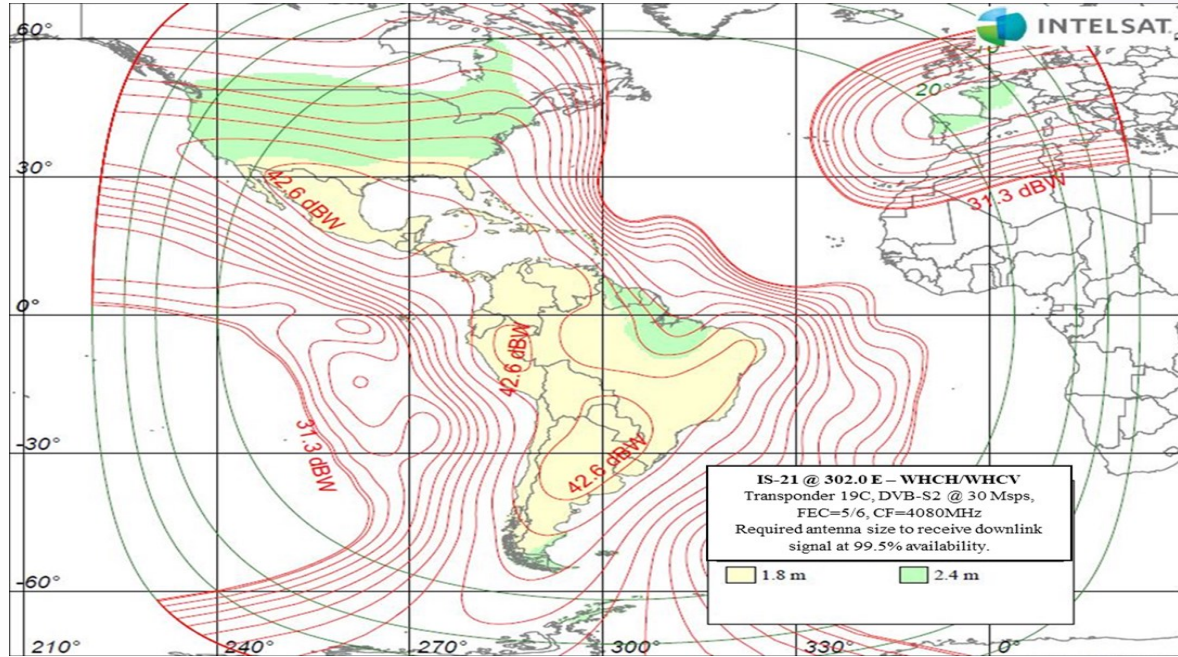 60°
INTELSAT
20°
30°
42.6 dBW
31.3 dBW
0°
42.6 dBW
31.3 dBW
-30°
42.6 dBW
IS-21 @ 302.0 E – WHCH/WHCV
Transponder 19C, DVB-S2 @ 30 Msps,
FEC=5/6, CF=4080MHz
Required antenna size to receive downlink
signal at 99.5% availability.
1.8 m
2.4 m
-60°
210° 240° 270° 300° 330° 0°